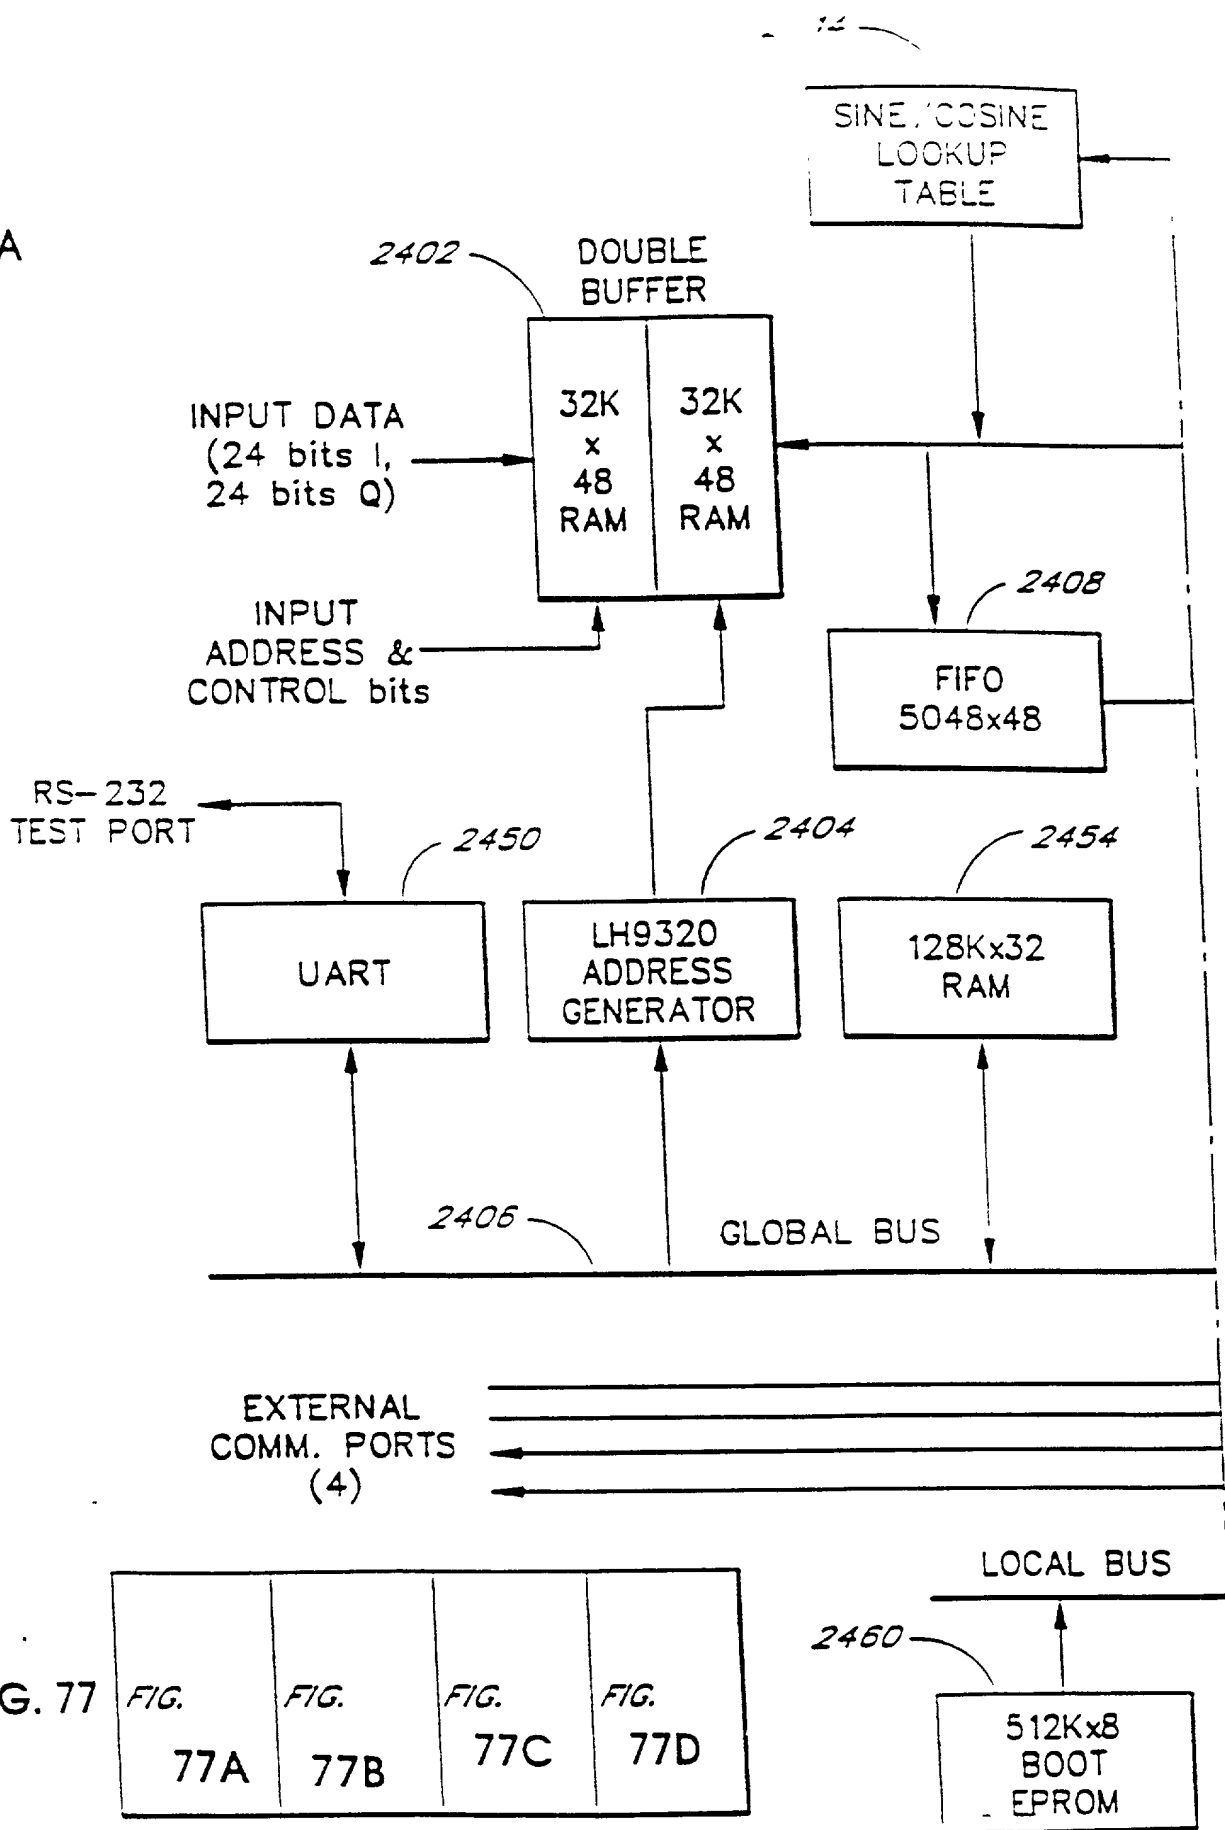 SINE/COSINE
LOOKUP
TABLE
A
2402
DOUBLE
BUFFER
INPUT DATA
(24 bits I,
24 bits Q)
32K
x
48
RAM
32K
x
48
RAM
INPUT
ADDRESS &
CONTROL bits
2408
FIFO
5048x48
RS-232
TEST PORT
2450
2404
2454
UART
LH9320
ADDRESS
GENERATOR
128Kx32
RAM
2406
GLOBAL BUS
EXTERNAL
COMM. PORTS
(4)
LOCAL BUS
2460
512Kx8
BOOT
EPROM
G. 77
FIG.
77A
FIG.
77B
FIG.
77C
FIG.
77D